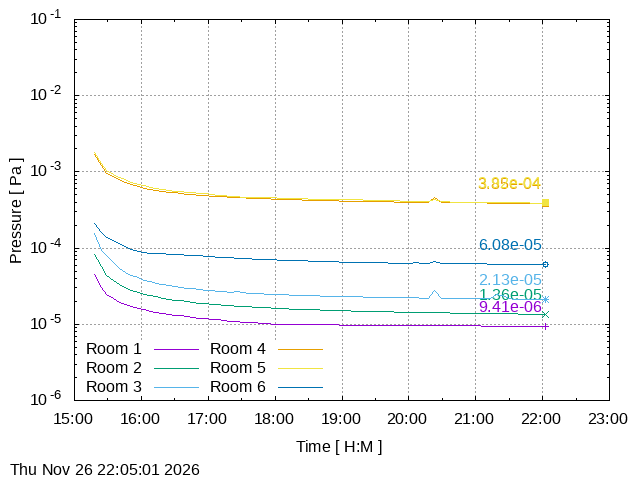 10^-1
10^-2
10^-3
10^-4
10^-5
10^-6
Pressure [ Pa ]
6.08e-05
2.13e-05
1.36e-05
9.41e-06
Room 1 Room 4
Room 2 Room 5
Room 3 Room 6
15:00 16:00 17:00 18:00 19:00 20:00 21:00 22:00 23:00
Time [ H:M ]
Thu Nov 26 22:05:01 2026